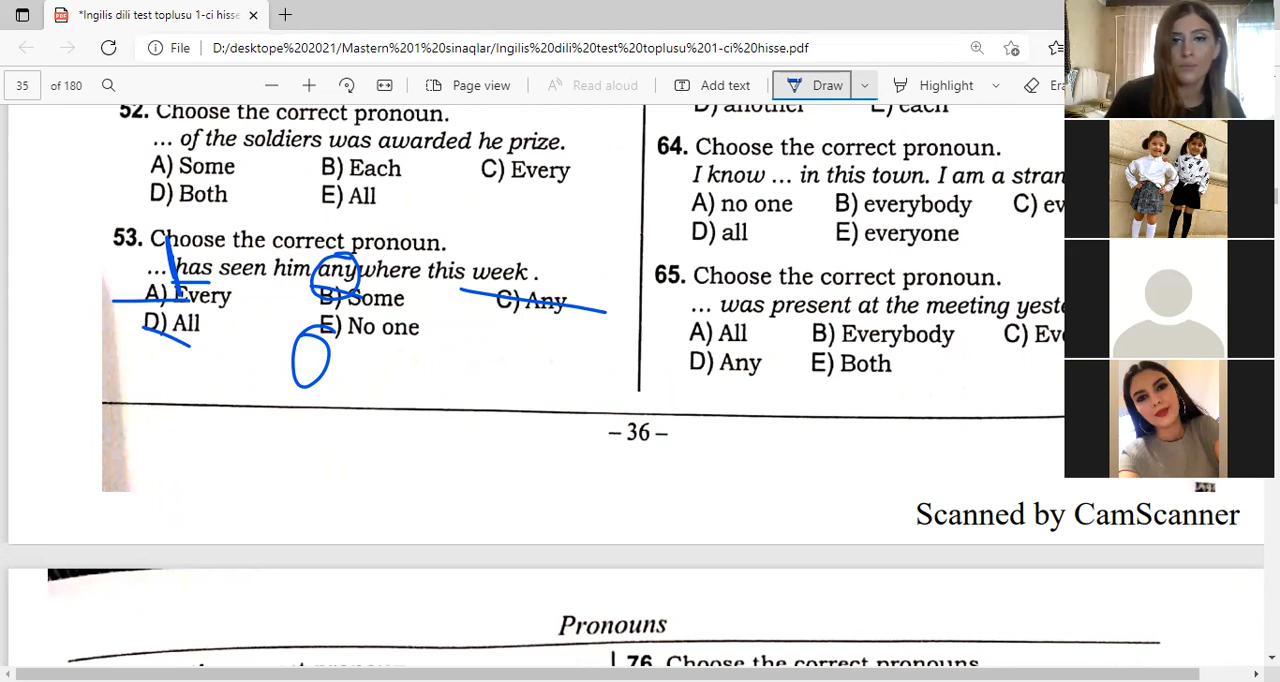 *Ingilis dili test toplusu 1-ci hisse
File D:/desktope%202021/Mastern%201%20sinaqlar/Ingilis%20dili%20test%20toplusu%201-ci%20hisse.pdf
35 of 180 Page view Read aloud Add text Draw Highlight Era
52. Choose the correct pronoun.
... of the soldiers was awarded he prize.
A) Some B) Each C) Every
D) Both E) All
53. Choose the correct pronoun.
... has seen him anywhere this week .
A) Every B) Some C) Any
D) All E) No one
D) another E) each
64. Choose the correct pronoun.
I know ... in this town. I am a stran
A) no one B) everybody C) ev
D) all E) everyone
65. Choose the correct pronoun.
... was present at the meeting yeste
A) All B) Everybody C) Eve
D) Any E) Both
– 36 –
Scanned by CamScanner
Pronouns
76. Choose the correct pronouns